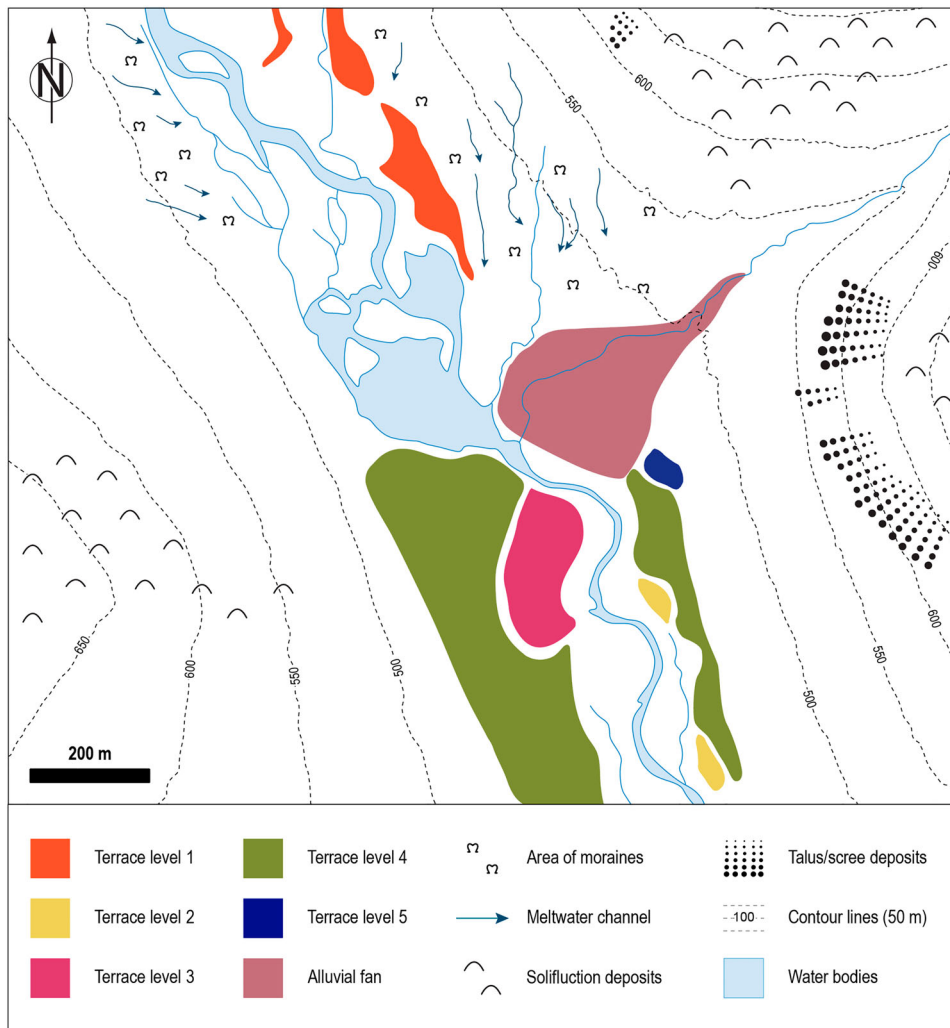 N
550
600
600
650
600
550
500
500
550
600
200 m
Terrace level 1
Terrace level 4
Area of moraines
Talus/scree deposits
Terrace level 2
Terrace level 5
Meltwater channel
100
Contour lines (50 m)
Terrace level 3
Alluvial fan
Solifluction deposits
Water bodies